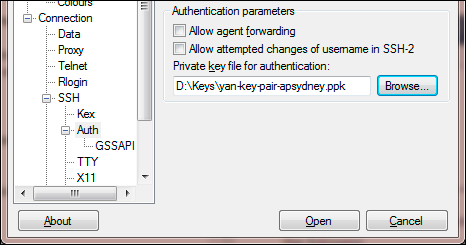 Colours
Connection
Data
Proxy
Telnet
Rlogin
SSH
Kex
Auth
GSSAPI
TTY
X11
Authentication parameters
Allow agent forwarding
Allow attempted changes of username in SSH-2
Private key file for authentication:
D:\Keys\yan-key-pair-apsydney.ppk
Browse...
About
Open
Cancel